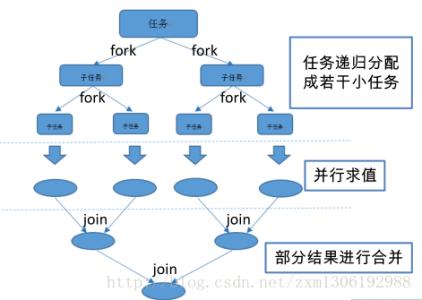 任务
fork
fork
任务递归分配
成若干小任务
子任务
子任务
fork
fork
子任务
子任务
子任务
子任务
并行求值
join
join
部分结果进行合并
join
http://blog.csdn.net/zxm1306192988